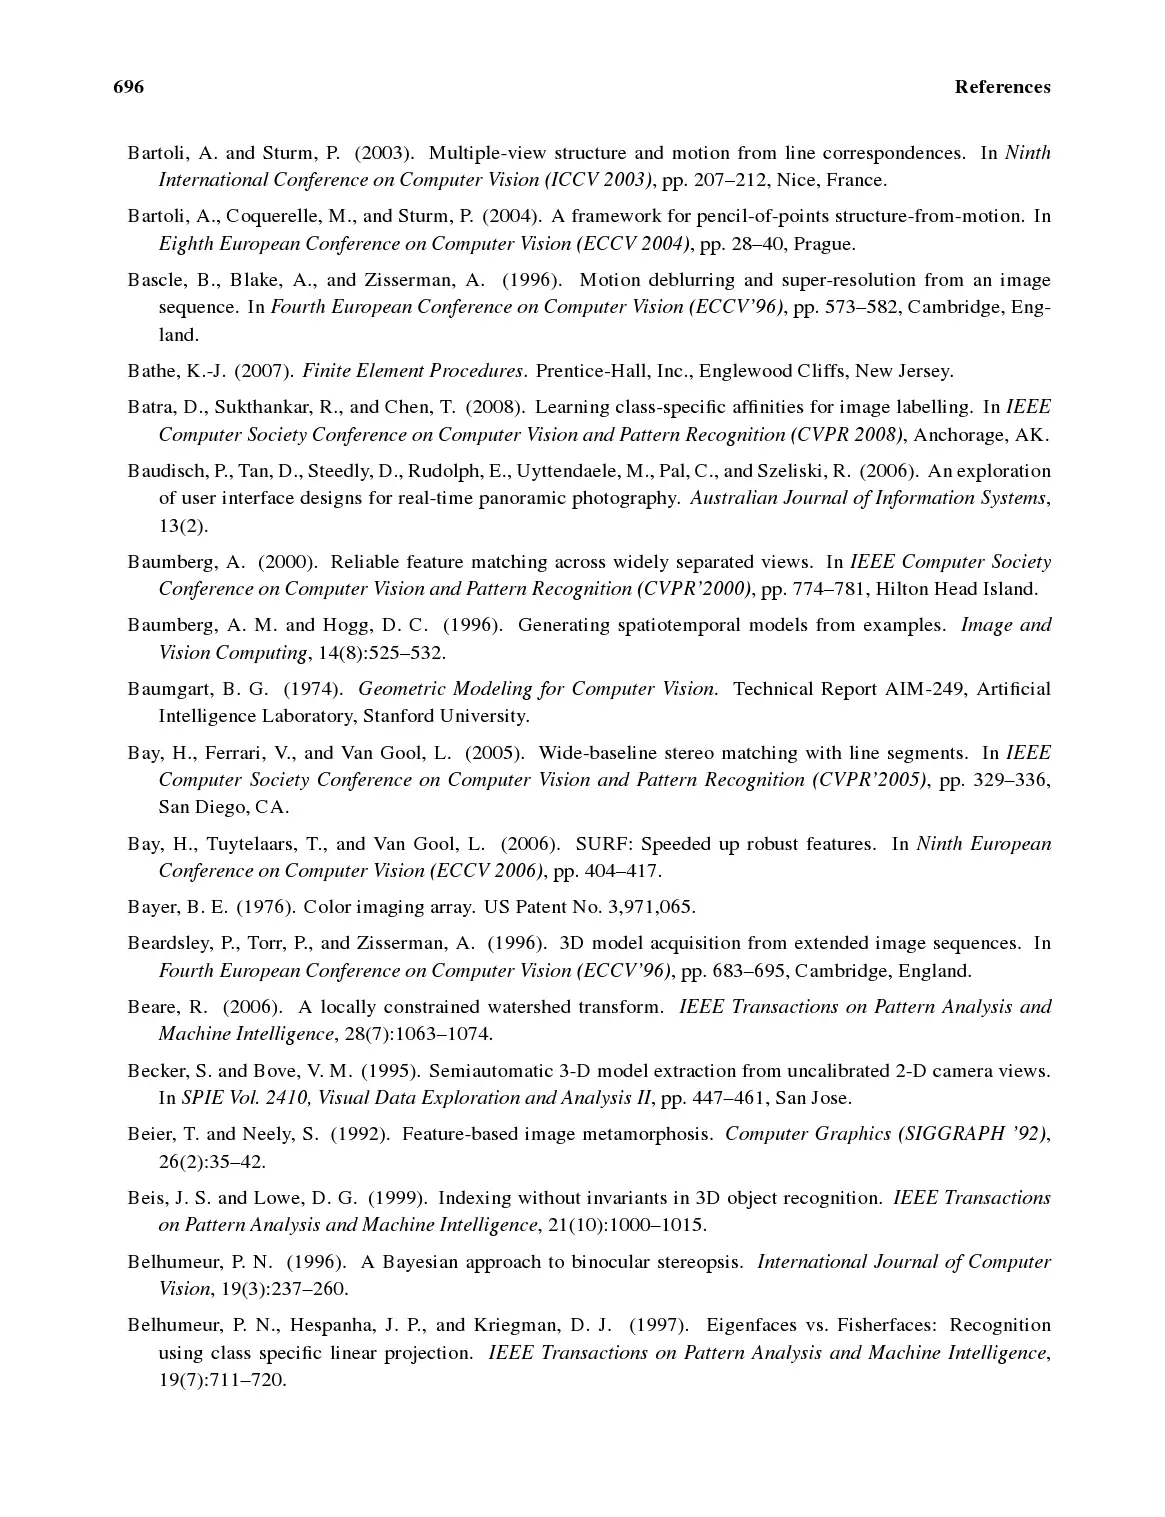 696 References
Bartoli, A. and Sturm, P. (2003). Multiple-view structure and motion from line correspondences. In Ninth
International Conference on Computer Vision (ICCV 2003), pp. 207–212, Nice, France.
Bartoli, A., Coquerelle, M., and Sturm, P. (2004). A framework for pencil-of-points structure-from-motion. In
Eighth European Conference on Computer Vision (ECCV 2004), pp. 28–40, Prague.
Bascle, B., Blake, A., and Zisserman, A. (1996). Motion deblurring and super-resolution from an image
sequence. In Fourth European Conference on Computer Vision (ECCV'96), pp. 573–582, Cambridge, Eng-
land.
Bathe, K.-J. (2007). Finite Element Procedures. Prentice-Hall, Inc., Englewood Cliffs, New Jersey.
Batra, D., Sukthankar, R., and Chen, T. (2008). Learning class-specific affinities for image labelling. In IEEE
Computer Society Conference on Computer Vision and Pattern Recognition (CVPR 2008), Anchorage, AK.
Baudisch, P., Tan, D., Steedly, D., Rudolph, E., Uyttendaele, M., Pal, C., and Szeliski, R. (2006). An exploration
of user interface designs for real-time panoramic photography. Australian Journal of Information Systems,
13(2).
Baumberg, A. (2000). Reliable feature matching across widely separated views. In IEEE Computer Society
Conference on Computer Vision and Pattern Recognition (CVPR'2000), pp. 774–781, Hilton Head Island.
Baumberg, A. M. and Hogg, D. C. (1996). Generating spatiotemporal models from examples. Image and
Vision Computing, 14(8):525–532.
Baumgart, B. G. (1974). Geometric Modeling for Computer Vision. Technical Report AIM-249, Artificial
Intelligence Laboratory, Stanford University.
Bay, H., Ferrari, V., and Van Gool, L. (2005). Wide-baseline stereo matching with line segments. In IEEE
Computer Society Conference on Computer Vision and Pattern Recognition (CVPR'2005), pp. 329–336,
San Diego, CA.
Bay, H., Tuytelaars, T., and Van Gool, L. (2006). SURF: Speeded up robust features. In Ninth European
Conference on Computer Vision (ECCV 2006), pp. 404–417.
Bayer, B. E. (1976). Color imaging array. US Patent No. 3,971,065.
Beardsley, P., Torr, P., and Zisserman, A. (1996). 3D model acquisition from extended image sequences. In
Fourth European Conference on Computer Vision (ECCV'96), pp. 683–695, Cambridge, England.
Beare, R. (2006). A locally constrained watershed transform. IEEE Transactions on Pattern Analysis and
Machine Intelligence, 28(7):1063–1074.
Becker, S. and Bove, V. M. (1995). Semiautomatic 3-D model extraction from uncalibrated 2-D camera views.
In SPIE Vol. 2410, Visual Data Exploration and Analysis II, pp. 447–461, San Jose.
Beier, T. and Neely, S. (1992). Feature-based image metamorphosis. Computer Graphics (SIGGRAPH '92),
26(2):35–42.
Beis, J. S. and Lowe, D. G. (1999). Indexing without invariants in 3D object recognition. IEEE Transactions
on Pattern Analysis and Machine Intelligence, 21(10):1000–1015.
Belhumeur, P. N. (1996). A Bayesian approach to binocular stereopsis. International Journal of Computer
Vision, 19(3):237–260.
Belhumeur, P. N., Hespanha, J. P., and Kriegman, D. J. (1997). Eigenfaces vs. Fisherfaces: Recognition
using class specific linear projection. IEEE Transactions on Pattern Analysis and Machine Intelligence,
19(7):711–720.